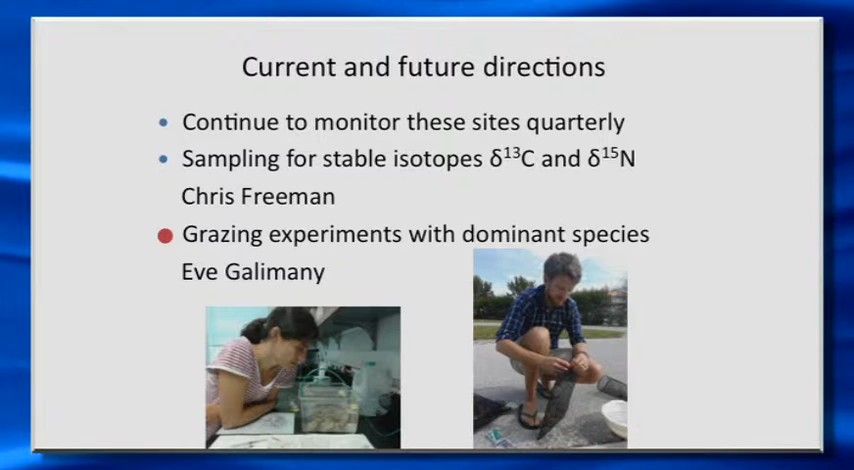 Current and future directions
• Continue to monitor these sites quarterly
• Sampling for stable isotopes δ¹³C and δ¹⁵N
Chris Freeman
• Grazing experiments with dominant species
Eve Galimany